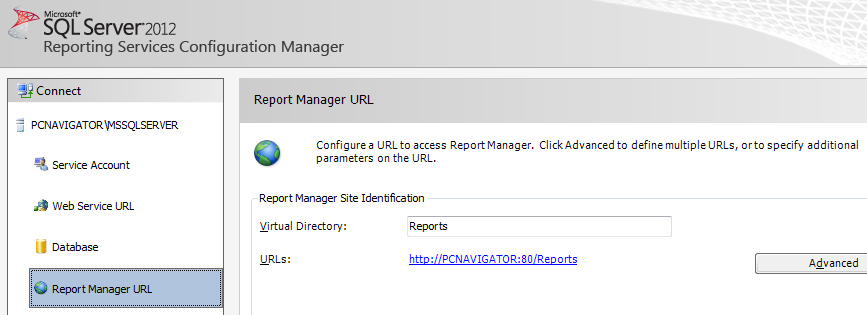 Microsoft®
SQL Server 2012
Reporting Services Configuration Manager
Connect
PCNAVIGATOR\MSSQLSERVER
Service Account
Web Service URL
Database
Report Manager URL
Report Manager URL
Configure a URL to access Report Manager. Click Advanced to define multiple URLs, or to specify additional
parameters on the URL.
Report Manager Site Identification
Virtual Directory: Reports
URLs: http://PCNAVIGATOR:80/Reports
Advanced